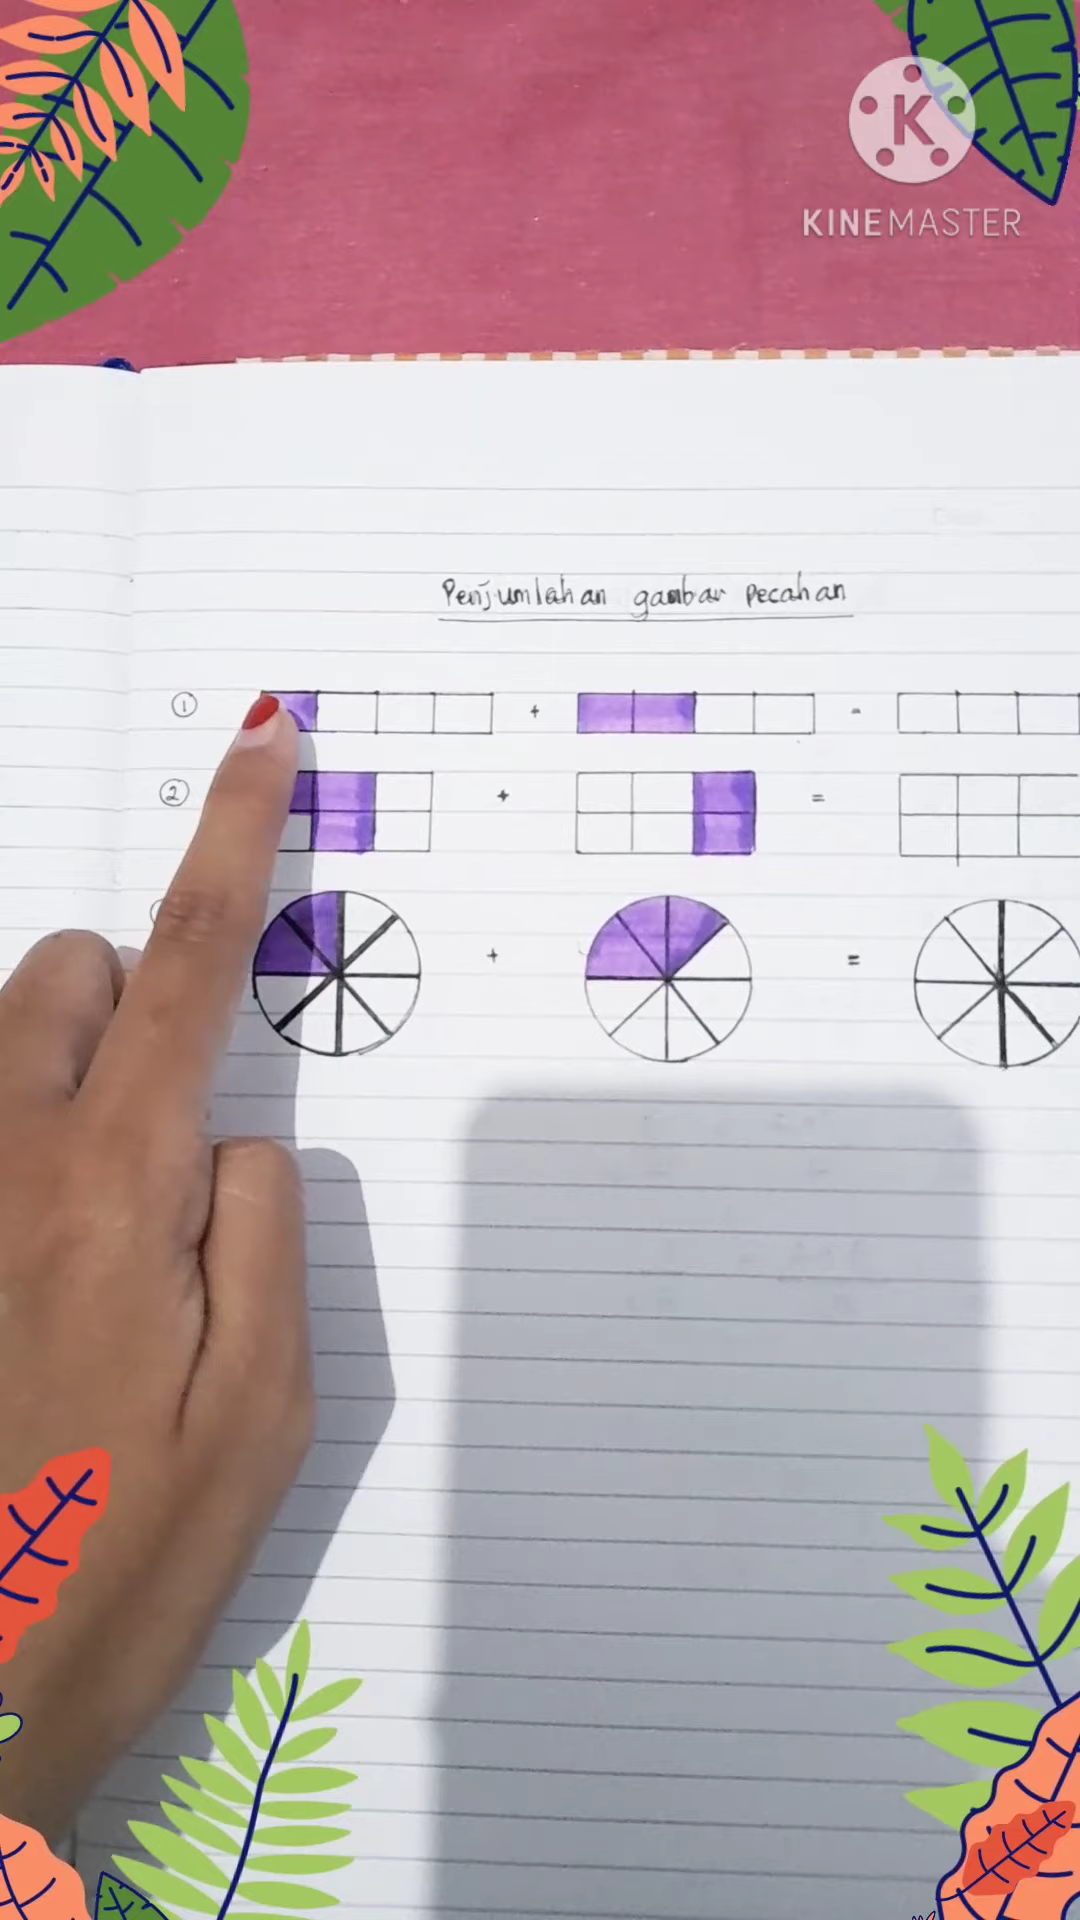 K
KINEMASTER
Penjumlahan gambar pecahan
1 + =
2 + =
+ =